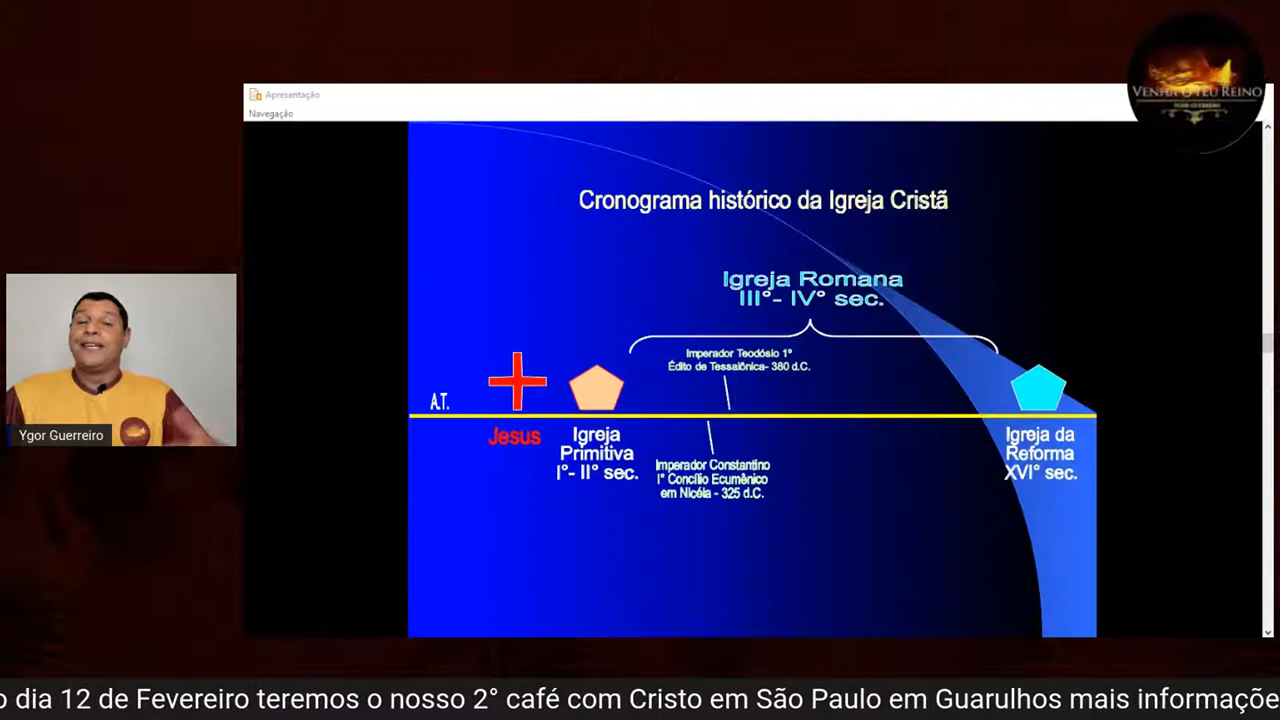 VENHA O TEU REINO
Apresentação
Navegação
Cronograma histórico da Igreja Cristã
Igreja Romana
III°- IV° sec.
Imperador Teodósio 1º
Édito de Tessalônica- 380 d.C.
A.T.
Jesus
Igreja
Primitiva
I°- II° sec.
Imperador Constantino
I° Concílio Ecumênico
em Nicéia - 325 d.C.
Igreja da
Reforma
XVI° sec.
Ygor Guerreiro
o dia 12 de Fevereiro teremos o nosso 2° café com Cristo em São Paulo em Guarulhos mais informaçõe